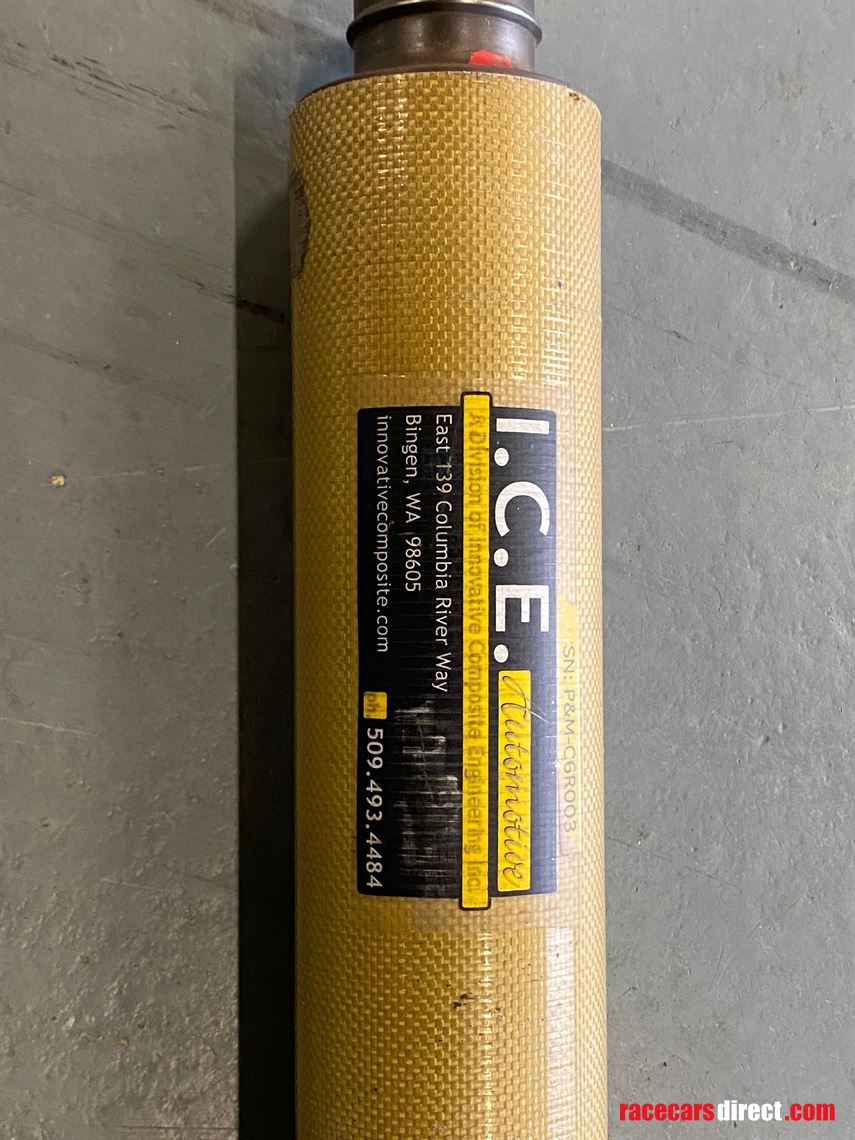 I.C.E. Automotive
A Division of Innovative Composite Engineering Inc.
East 139 Columbia River Way
Bingen, WA 98605
innovativecomposite.com
ph. 509.493.4484
SN: P&M-C6R003
racecarsdirect.com